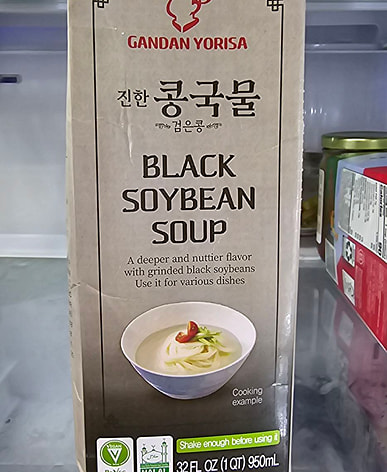 GANDAN YORISA
진한 콩국물
검은콩
BLACK
SOYBEAN
SOUP
A deeper and nuttier flavor
with grinded black soybeans
Use it for various dishes
Cooking
example
VEGAN
HALAL
Shake enough before using it
32 FL. OZ (1 QT) 950mL